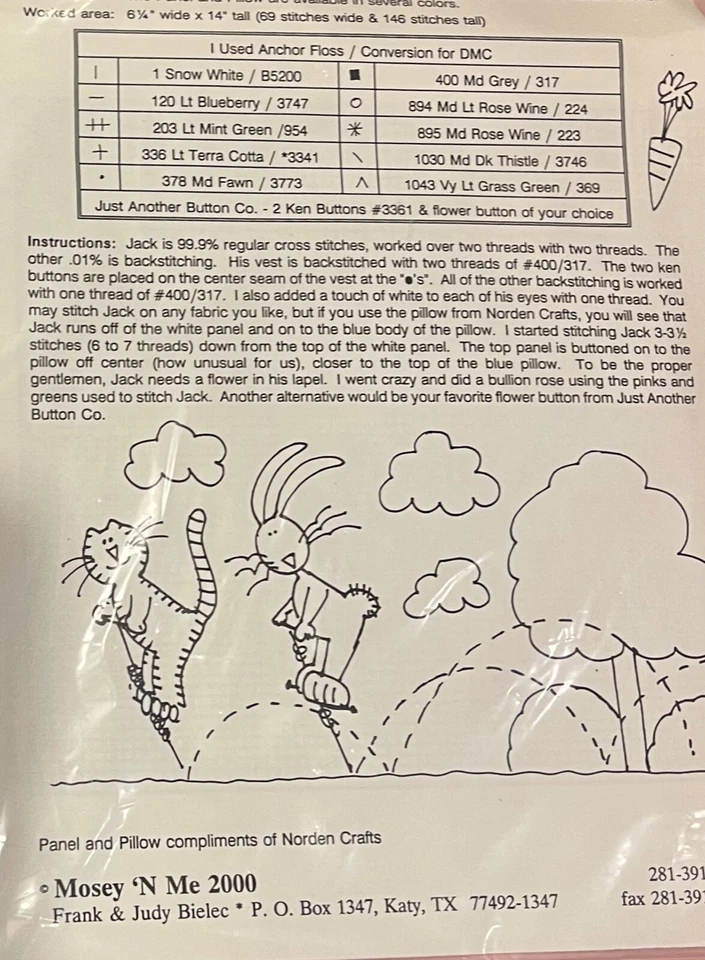 are available in several colors.
Worked area: 6¼" wide x 14" tall (69 stitches wide & 146 stitches tall)
I Used Anchor Floss / Conversion for DMC
| 1 Snow White / B5200 ■ 400 Md Grey / 317
— 120 Lt Blueberry / 3747 ○ 894 Md Lt Rose Wine / 224
‡ 203 Lt Mint Green /954 ✳ 895 Md Rose Wine / 223
+ 336 Lt Terra Cotta / *3341 \ 1030 Md Dk Thistle / 3746
• 378 Md Fawn / 3773 ∧ 1043 Vy Lt Grass Green / 369
Just Another Button Co. - 2 Ken Buttons #3361 & flower button of your choice
Instructions: Jack is 99.9% regular cross stitches, worked over two threads with two threads. The
other .01% is backstitching. His vest is backstitched with two threads of #400/317. The two ken
buttons are placed on the center seam of the vest at the "●'s". All of the other backstitching is worked
with one thread of #400/317. I also added a touch of white to each of his eyes with one thread. You
may stitch Jack on any fabric you like, but if you use the pillow from Norden Crafts, you will see that
Jack runs off of the white panel and on to the blue body of the pillow. I started stitching Jack 3-3½
stitches (6 to 7 threads) down from the top of the white panel. The top panel is buttoned on to the
pillow off center (how unusual for us), closer to the top of the blue pillow. To be the proper
gentlemen, Jack needs a flower in his lapel. I went crazy and did a bullion rose using the pinks and
greens used to stitch Jack. Another alternative would be your favorite flower button from Just Another
Button Co.
Panel and Pillow compliments of Norden Crafts
© Mosey 'N Me 2000
281-391
Frank & Judy Bielec * P. O. Box 1347, Katy, TX 77492-1347
fax 281-391